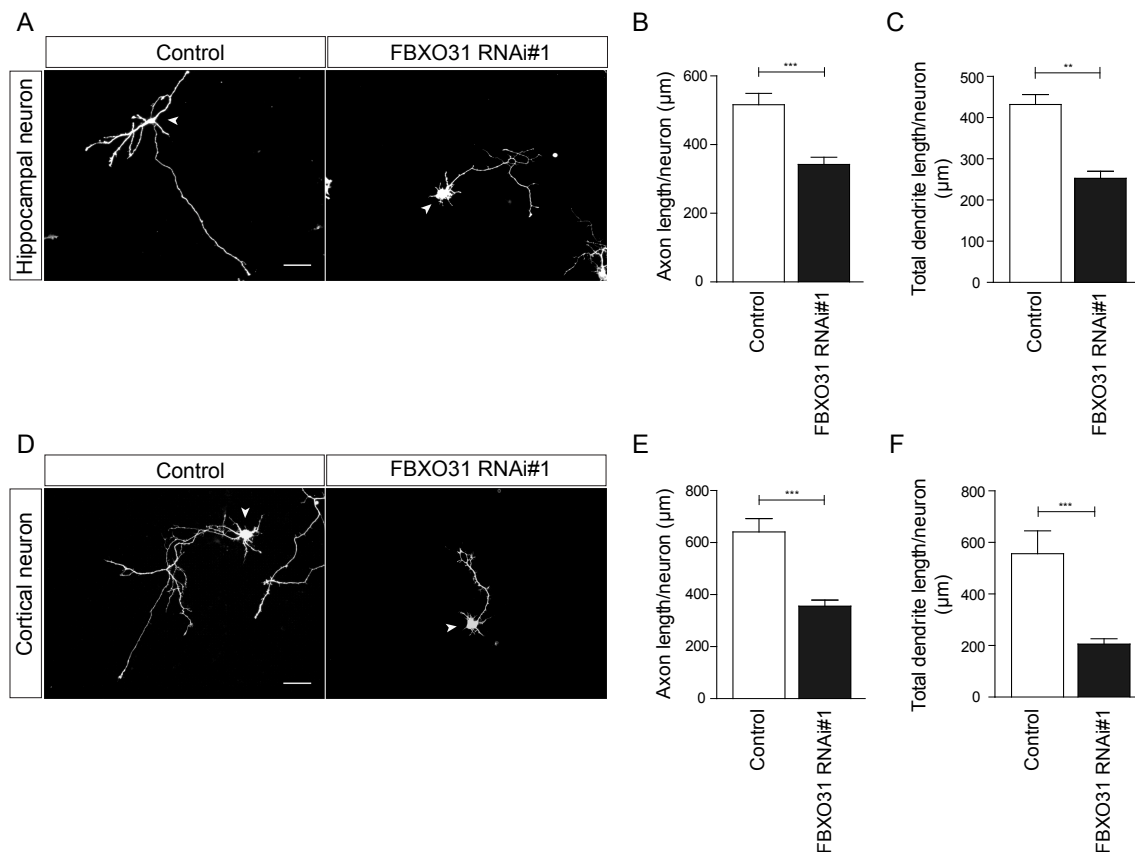 A
Control
FBXO31 RNAi#1
Hippocampal neuron
B
Axon length/neuron (µm)
600
400
200
0
***
Control
FBXO31 RNAi#1
C
Total dendrite length/neuron
(µm)
500
400
300
200
100
0
**
Control
FBXO31 RNAi#1
D
Control
FBXO31 RNAi#1
Cortical neuron
E
Axon length/neuron (µm)
800
600
400
200
0
***
Control
FBXO31 RNAi#1
F
Total dendrite length/neuron
(µm)
800
600
400
200
0
***
Control
FBXO31 RNAi#1